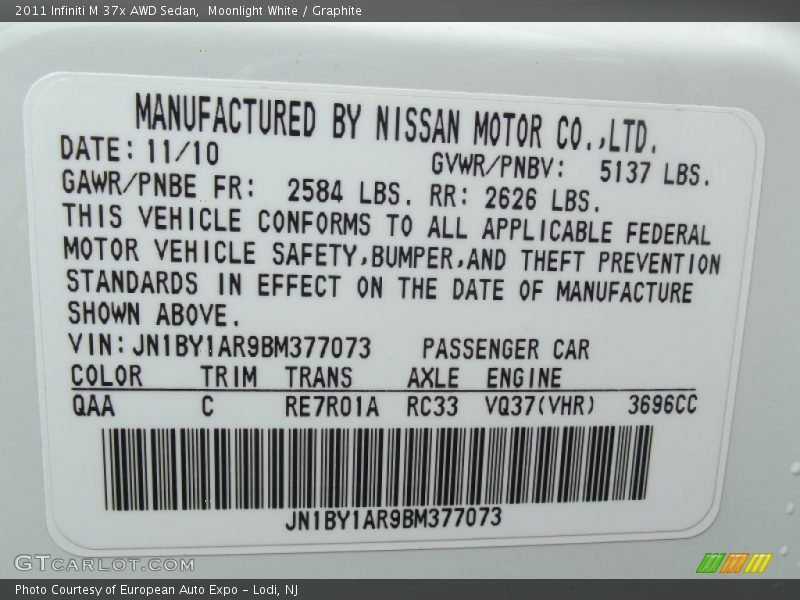 2011 Infiniti M 37x AWD Sedan,  Moonlight White / Graphite
MANUFACTURED BY NISSAN MOTOR CO.,LTD.
DATE: 11/10 GVWR/PNBV: 5137 LBS.
GAWR/PNBE FR: 2584 LBS. RR: 2626 LBS.
THIS VEHICLE CONFORMS TO ALL APPLICABLE FEDERAL
MOTOR VEHICLE SAFETY,BUMPER,AND THEFT PREVENTION
STANDARDS IN EFFECT ON THE DATE OF MANUFACTURE
SHOWN ABOVE.
VIN: JN1BY1AR9BM377073 PASSENGER CAR
COLOR TRIM TRANS AXLE ENGINE
QAA C RE7R01A RC33 VQ37(VHR) 3696CC
JN1BY1AR9BM377073
GTCARLOT.COM
Photo Courtesy of European Auto Expo - Lodi, NJ